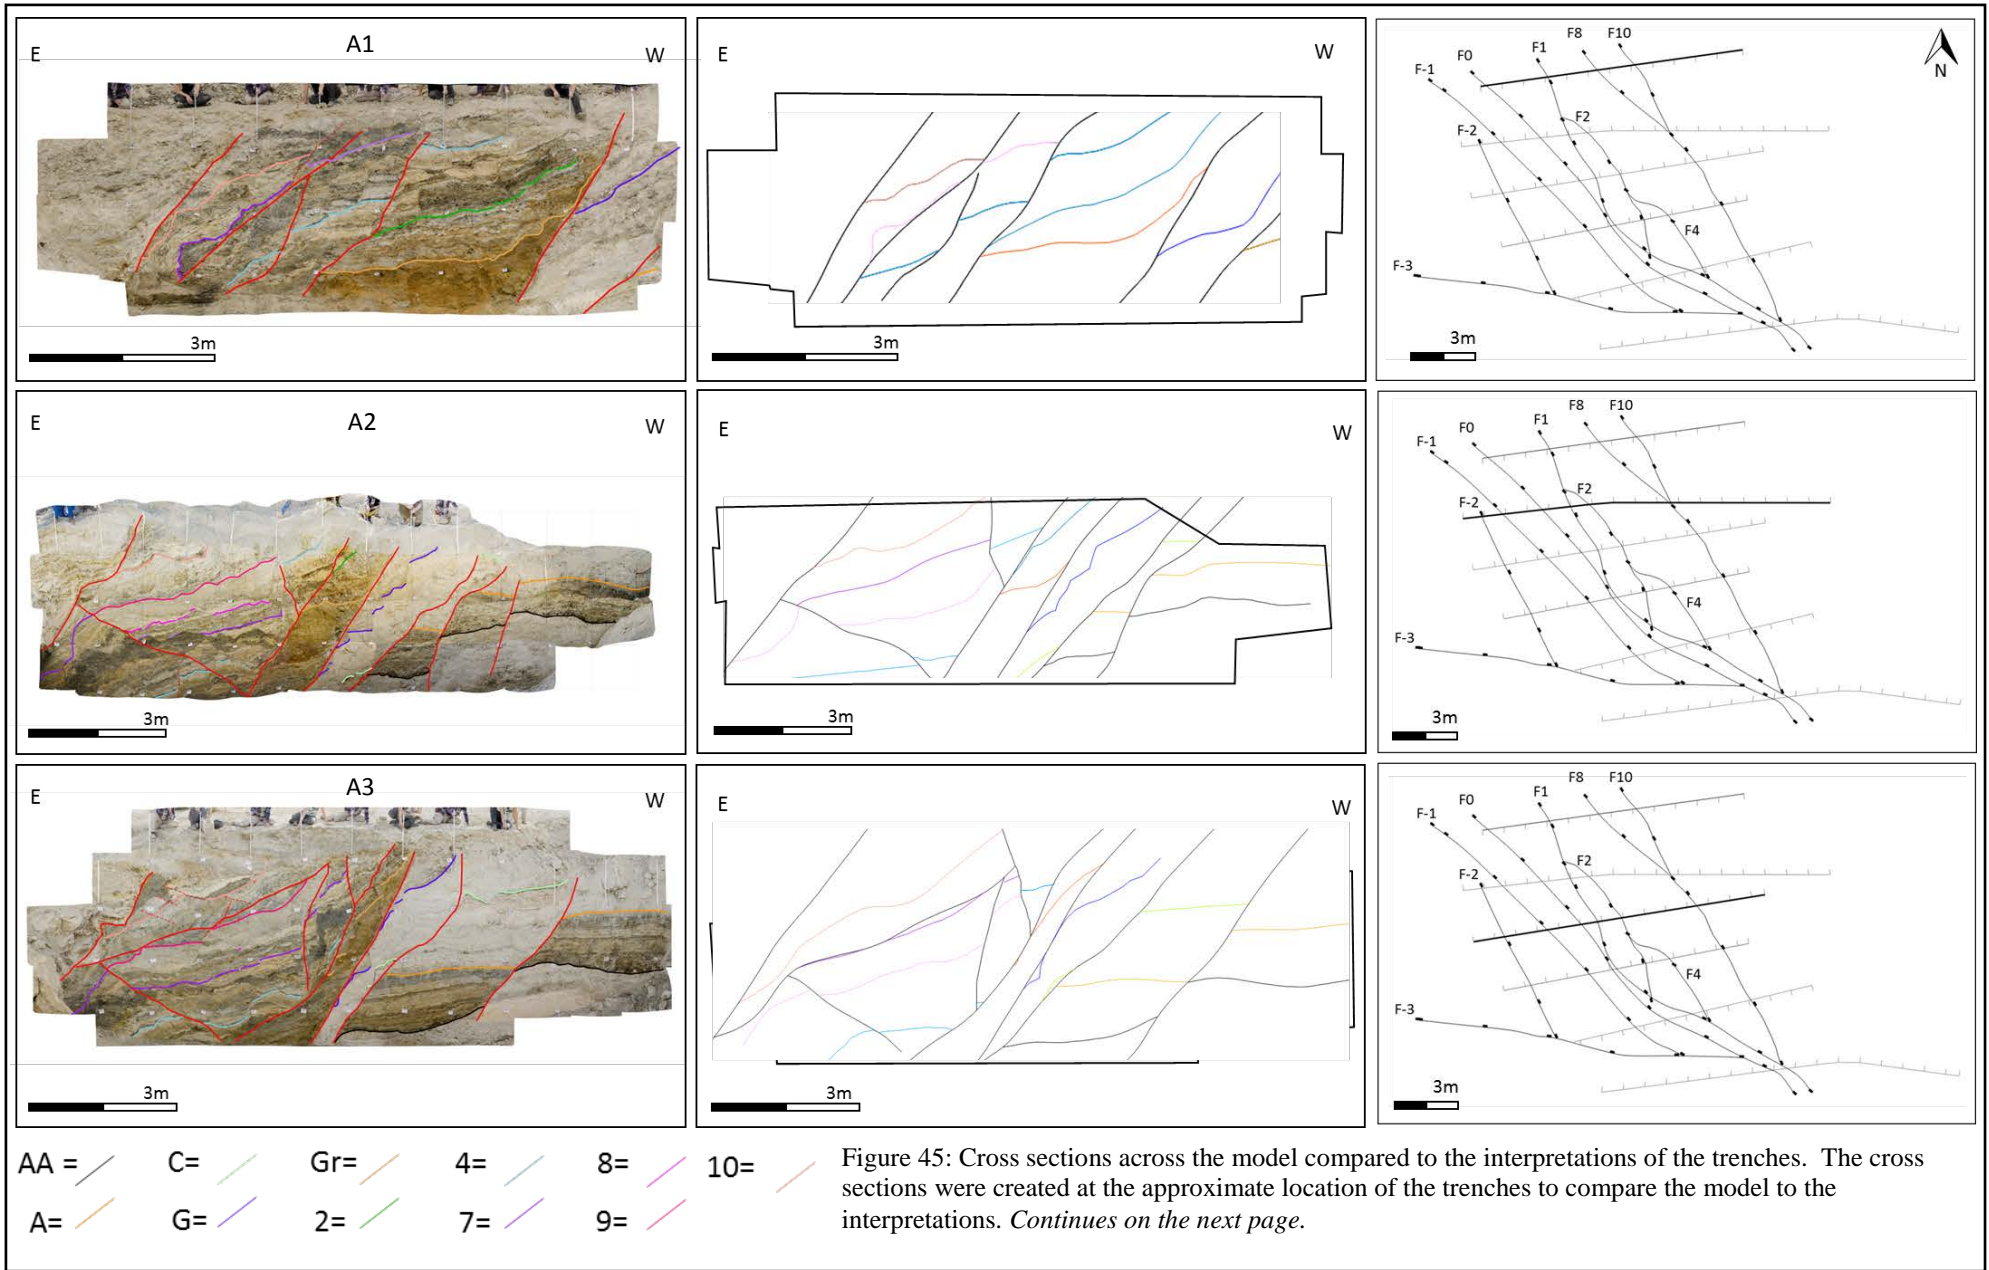 A1
E
W
3m
E
W
3m
F-1
F0
F1
F8
F10
N
F-2
F2
F4
F-3
3m
A2
E
W
3m
E
W
3m
F-1
F0
F1
F8
F10
F-2
F2
F4
F-3
3m
A3
E
W
3m
E
W
3m
F-1
F0
F1
F8
F10
F-2
F2
F4
F-3
3m
AA = C= Gr= 4= 8= 10=
A= G= 2= 7= 9=
Figure 45: Cross sections across the model compared to the interpretations of the trenches. The cross
sections were created at the approximate location of the trenches to compare the model to the
interpretations. Continues on the next page.